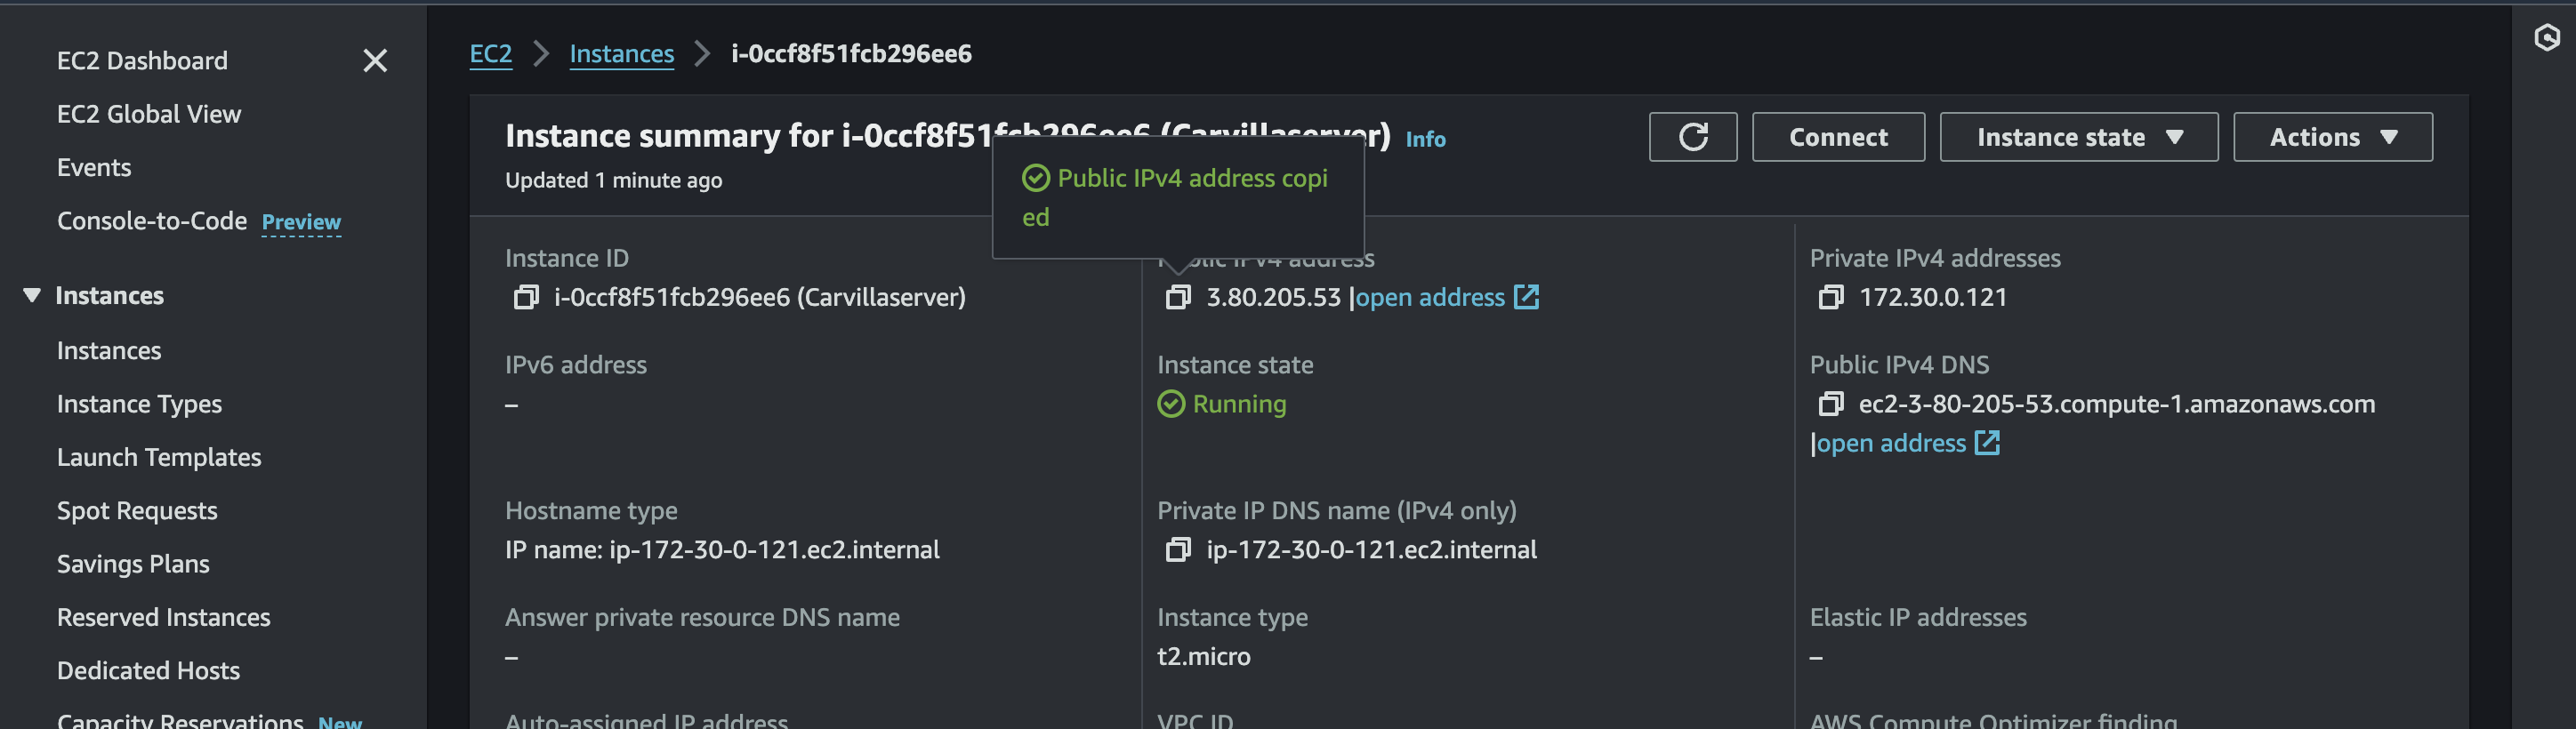 EC2 Dashboard
EC2 Global View
Events
Console-to-Code Preview
Instances
Instances
Instance Types
Launch Templates
Spot Requests
Savings Plans
Reserved Instances
Dedicated Hosts
Capacity Reservations New
EC2 > Instances > i-0ccf8f51fcb296ee6
Instance summary for i-0ccf8f51fcb296ee6 (Carvillaserver) Info
Updated 1 minute ago
Connect
Instance state
Actions
Public IPv4 address copi
ed
Instance ID
i-0ccf8f51fcb296ee6 (Carvillaserver)
Public IPv4 address
3.80.205.53 |open address
Private IPv4 addresses
172.30.0.121
IPv6 address
–
Instance state
Running
Public IPv4 DNS
ec2-3-80-205-53.compute-1.amazonaws.com
|open address
Hostname type
IP name: ip-172-30-0-121.ec2.internal
Private IP DNS name (IPv4 only)
ip-172-30-0-121.ec2.internal
Answer private resource DNS name
–
Instance type
t2.micro
Elastic IP addresses
–
Auto-assigned IP address
VPC ID
AWS Compute Optimizer finding